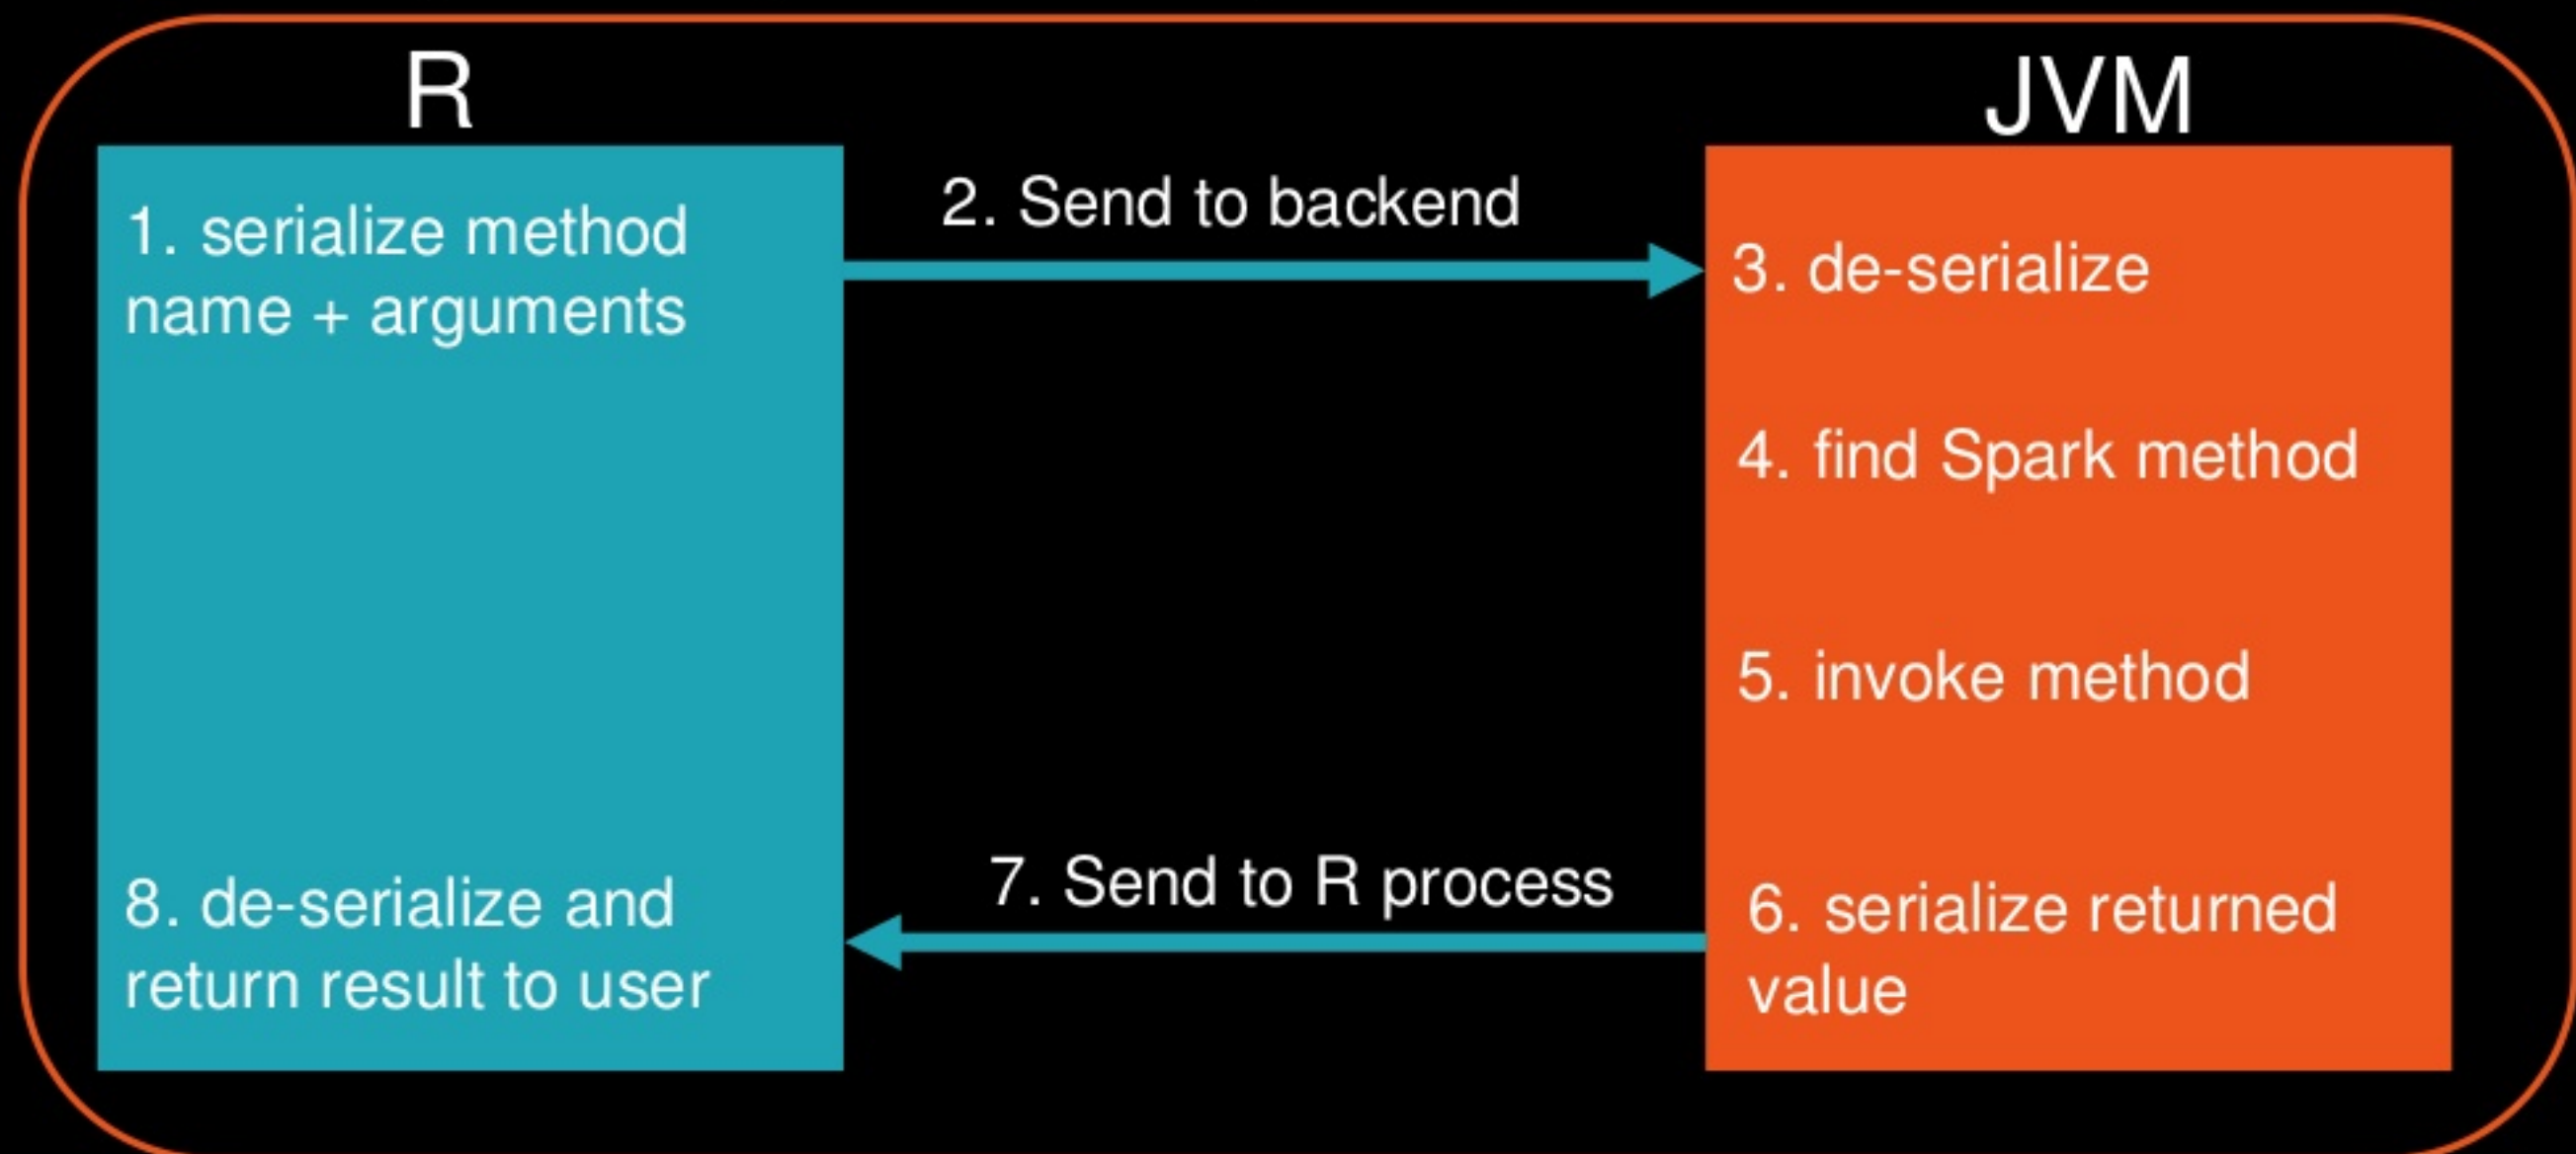 R
JVM
1. serialize method
name + arguments
2. Send to backend
3. de-serialize
4. find Spark method
5. invoke method
6. serialize returned
value
7. Send to R process
8. de-serialize and
return result to user